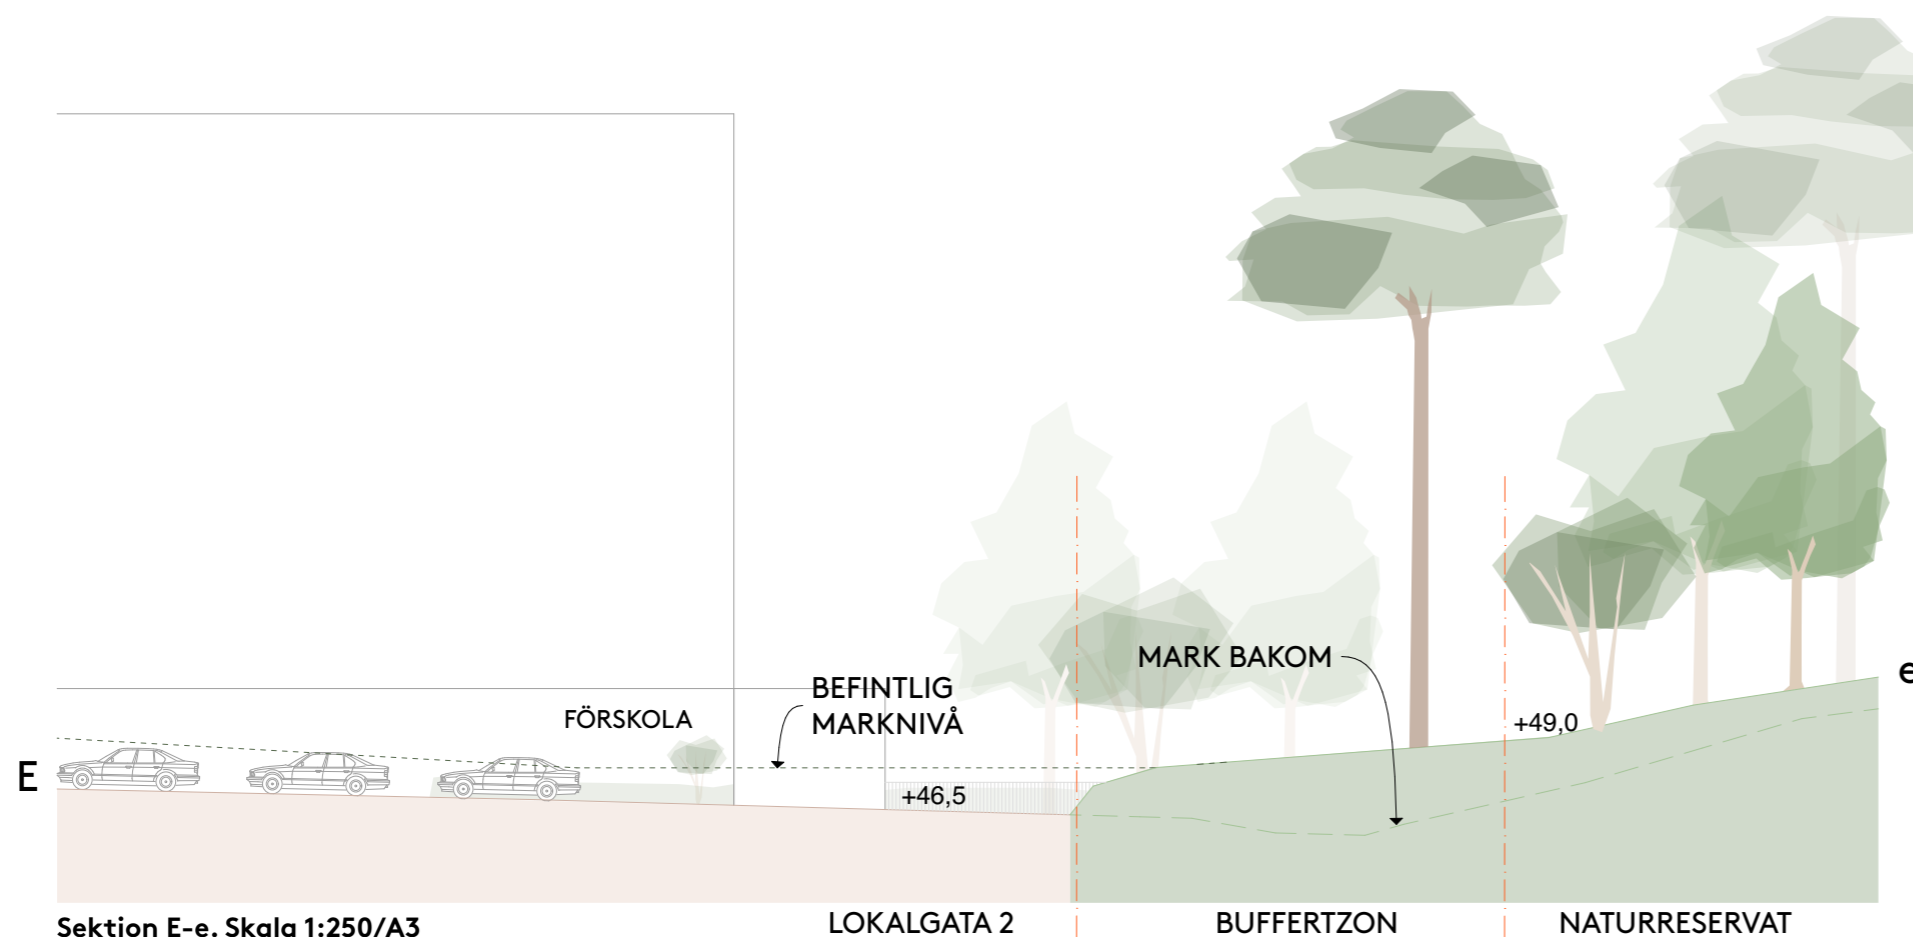 MARK BAKOM
BEFINTLIG
MARKNIVÅ
FÖRSKOLA
e
+49,0
E
+46,5
Sektion E-e. Skala 1:250/A3
LOKALGATA 2
BUFFERTZON
NATURRESERVAT